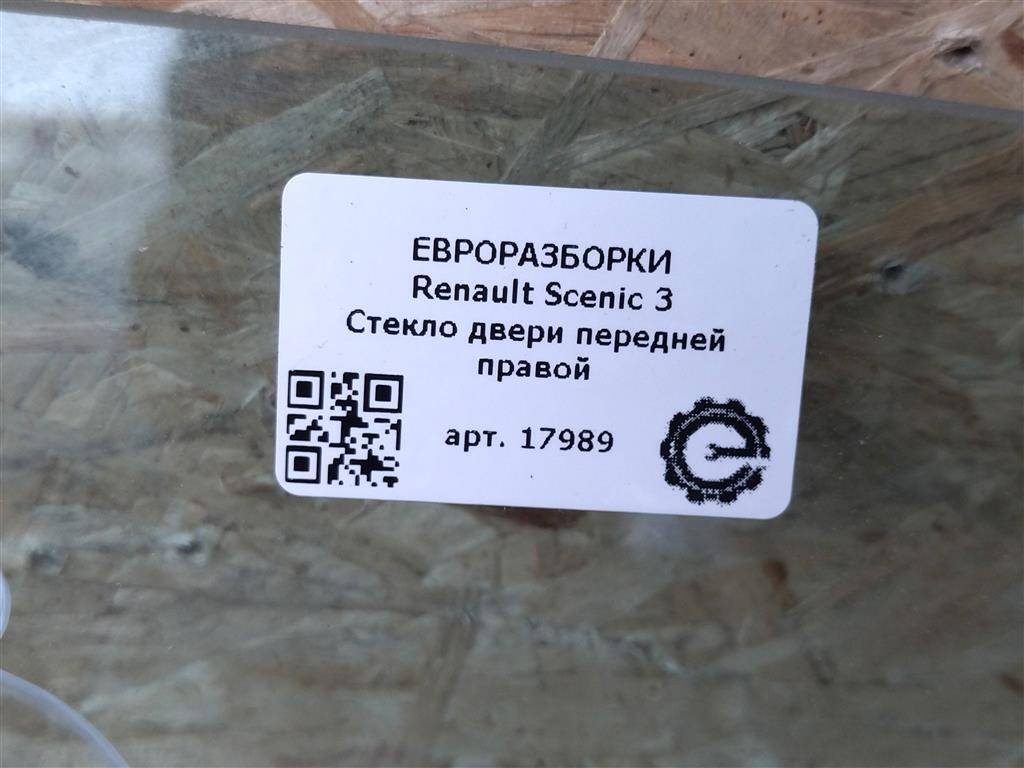 ЕВРОРАЗБОРКИ
Renault Scenic 3
Стекло двери передней
правой
арт. 17989